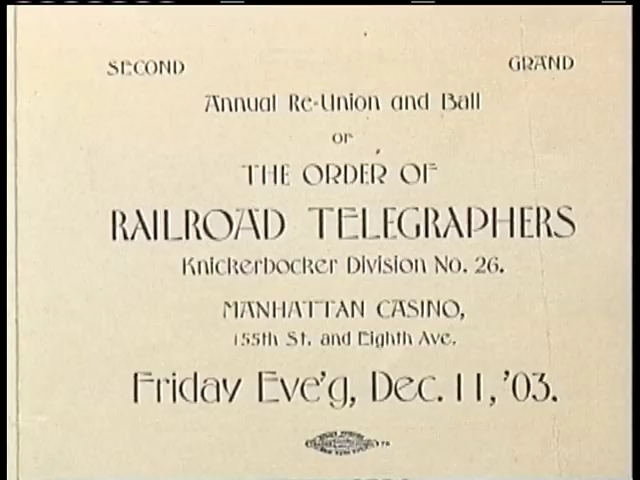 SECOND GRAND
Annual Re-Union and Ball
OF
THE ORDER OF
RAILROAD TELEGRAPHERS
Knickerbocker Division No. 26.
MANHATTAN CASINO,
155th St. and Eighth Ave.
Friday Eve'g, Dec. 11, '03.